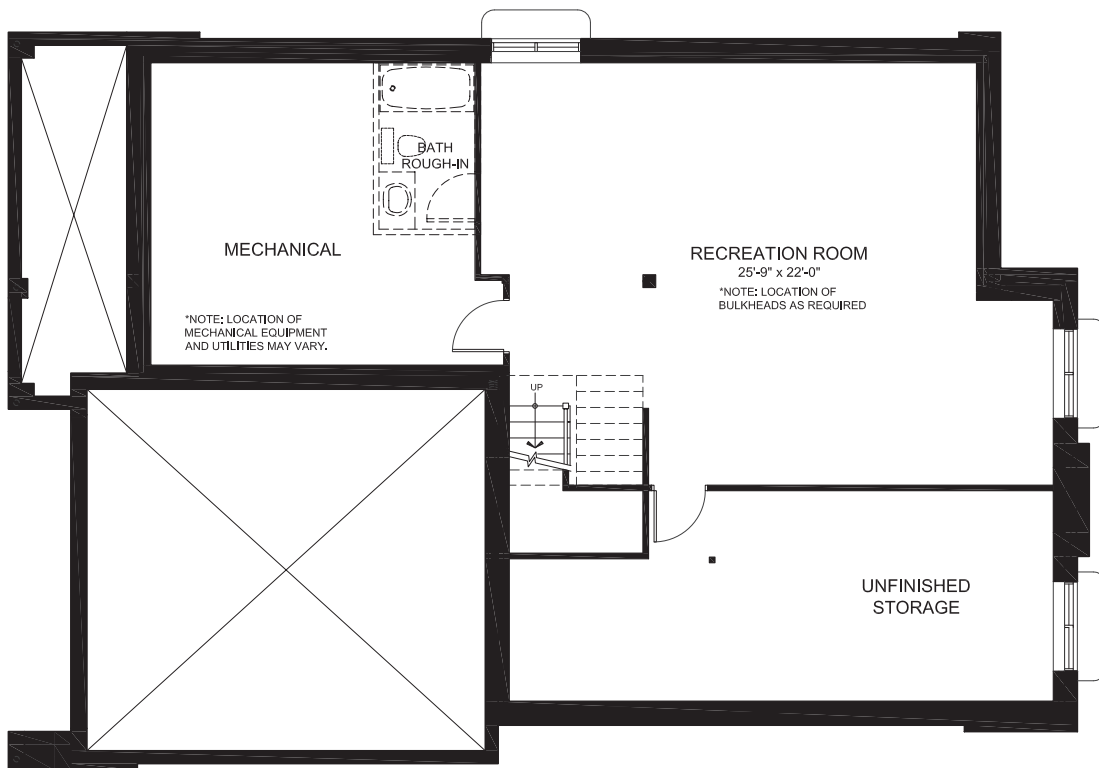 BATH
ROUGH-IN
MECHANICAL
RECREATION ROOM
25'-9" x 22'-0"
*NOTE: LOCATION OF
BULKHEADS AS REQUIRED
*NOTE: LOCATION OF
MECHANICAL EQUIPMENT
AND UTILITIES MAY VARY.
UP
UNFINISHED
STORAGE